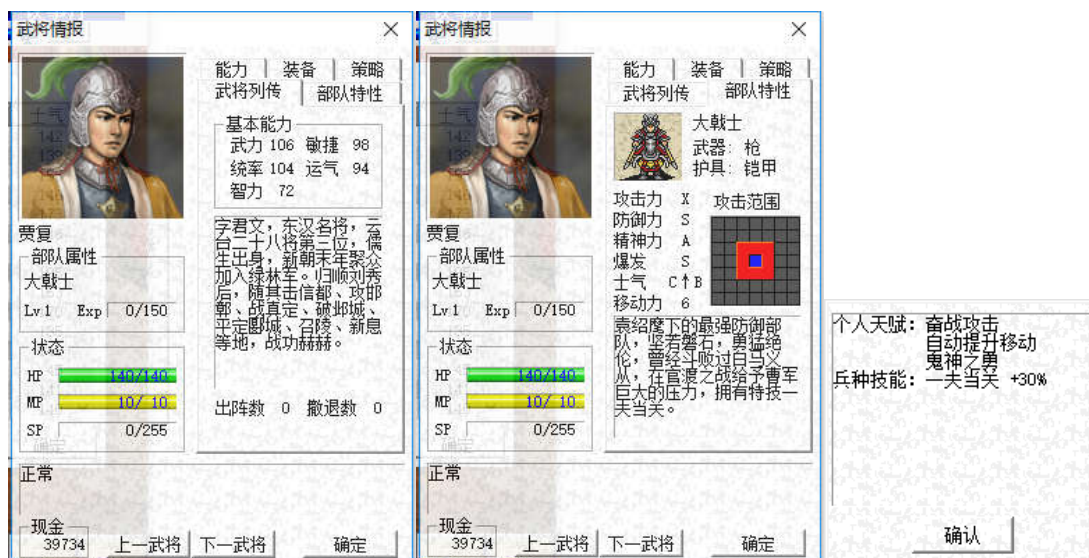 武将情报
能力 装备 策略
武将列传 部队特性
基本能力
武力 106 敏捷 98
统率 104 运气 94
智力 72
字君文，东汉名将，云
台二十八将第三位，儒
生出身，新朝末年聚众
加入绿林军。归顺刘秀
后，随其击信都、攻邯
郸、战真定、破邺城、
平定郾城、召陵、新息
等地，战功赫赫。
出阵数 0 撤退数 0
贾复
部队属性
大戟士
Lv 1 Exp 0/150
状态
HP 140/140
MP 10/ 10
SP 0/255
正常
现金
39734
上一武将 下一武将 确定
武将情报
能力 装备 策略
武将列传 部队特性
大戟士
武器: 枪
护具: 铠甲
攻击力 X 攻击范围
防御力 S
精神力 A
爆发 S
士气 C↑B
移动力 6
袁绍麾下的最强防御部
队，坚若磐石，勇猛绝
伦，曾经斗败过白马义
从，在官渡之战给予曹军
巨大的压力，拥有特技一
夫当关。
贾复
部队属性
大戟士
Lv 1 Exp 0/150
状态
HP 140/140
MP 10/ 10
SP 0/255
正常
现金
39734
上一武将 下一武将 确定
个人天赋: 奋战攻击
自动提升移动
鬼神之勇
兵种技能: 一夫当关 +30%
确认
士气
142